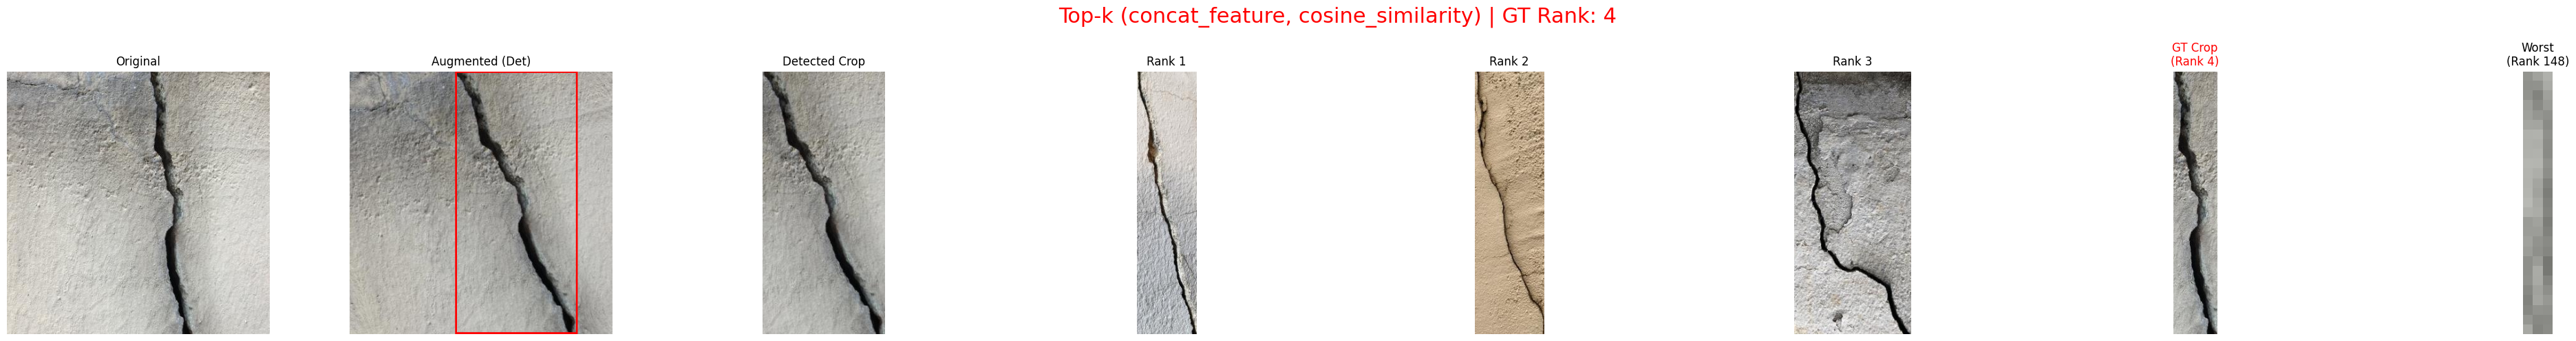 Top-k (concat_feature, cosine_similarity) | GT Rank: 4
Original
Augmented (Det)
Detected Crop
Rank 1
Rank 2
Rank 3
GT Crop
(Rank 4)
Worst
(Rank 148)